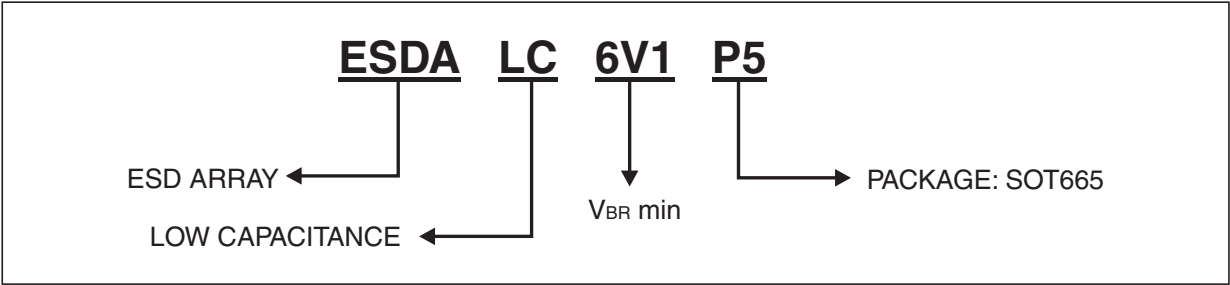 ESDA LC 6V1 P5
ESD ARRAY
PACKAGE: SOT665
VBR min
LOW CAPACITANCE